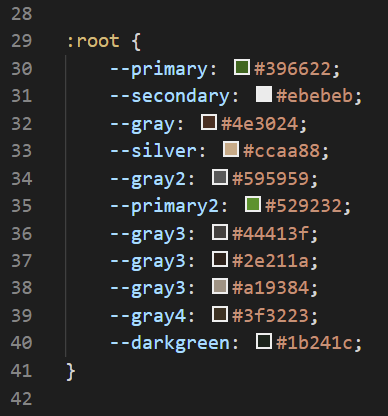 28
29 :root {
30 --primary: #396622;
31 --secondary: #ebebeb;
32 --gray: #4e3024;
33 --silver: #ccaa88;
34 --gray2: #595959;
35 --primary2: #529232;
36 --gray3: #44413f;
37 --gray3: #2e211a;
38 --gray3: #a19384;
39 --gray4: #3f3223;
40 --darkgreen: #1b241c;
41 }
42